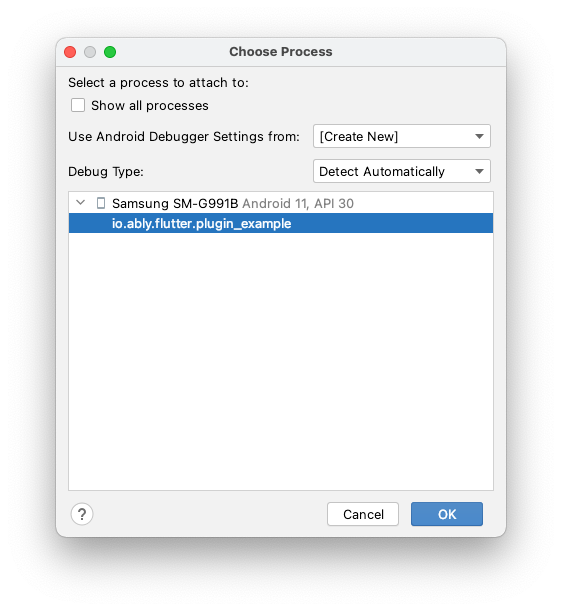 Choose Process
Select a process to attach to:
Show all processes
Use Android Debugger Settings from: [Create New]
Debug Type: Detect Automatically
Samsung SM-G991B Android 11, API 30
io.ably.flutter.plugin_example
? Cancel OK